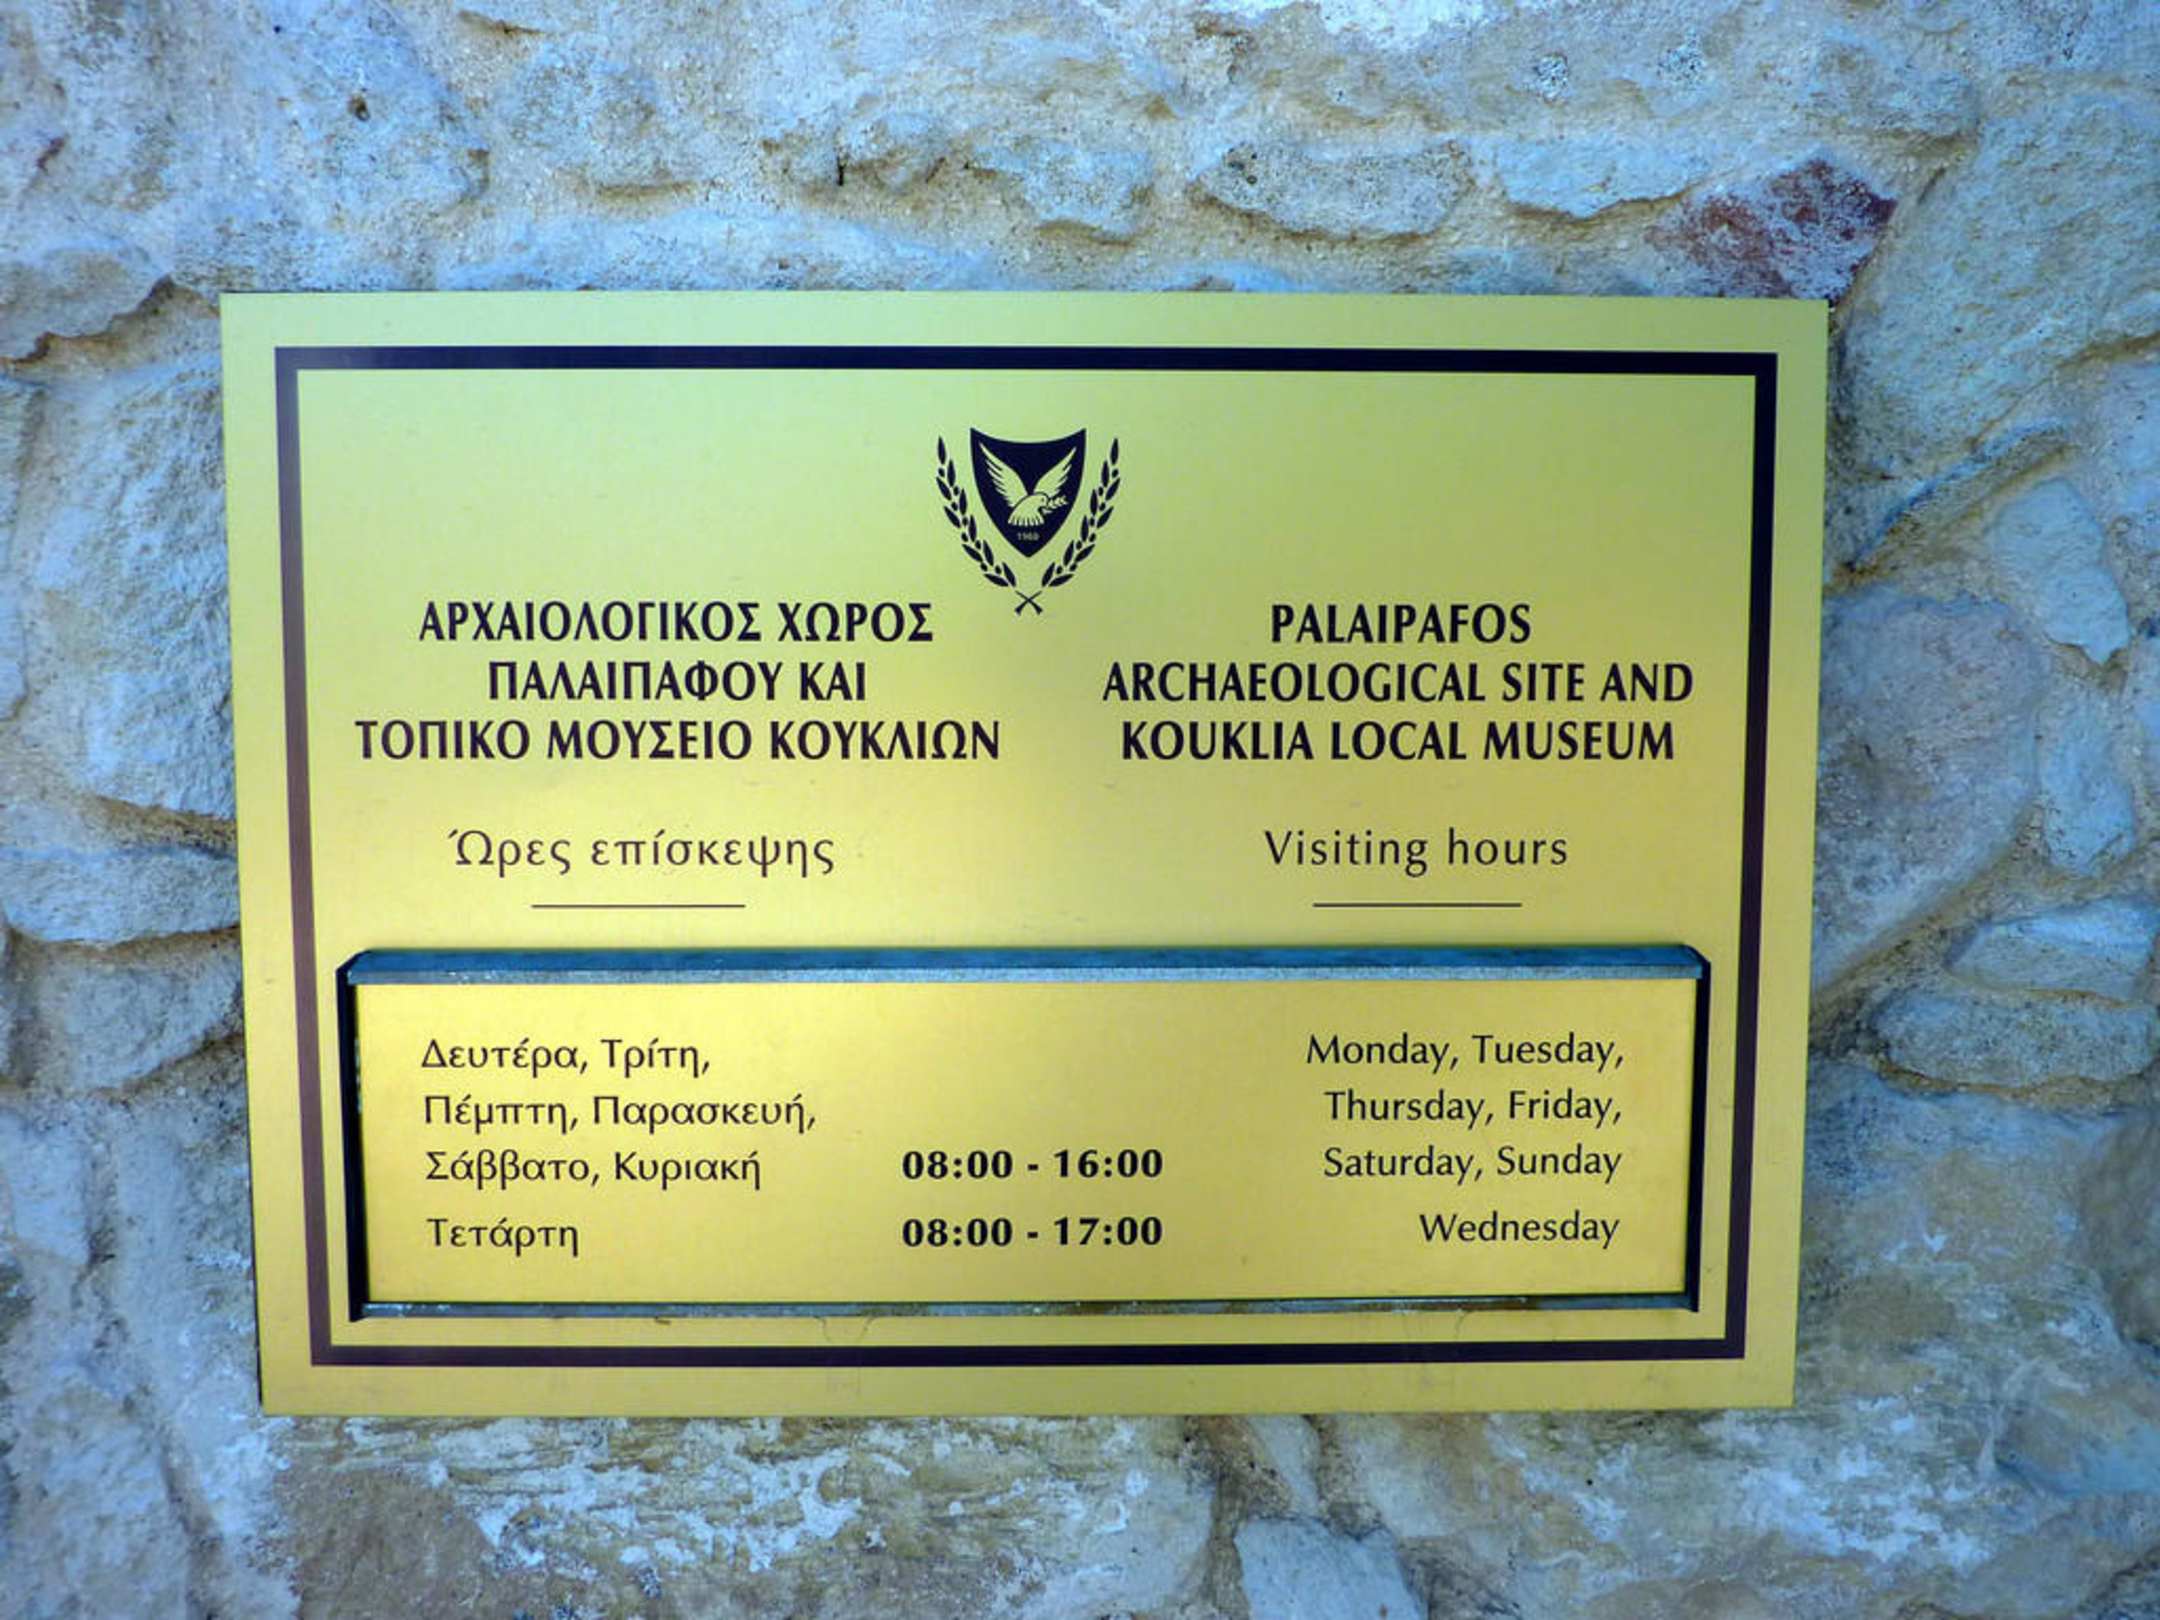 1960
ΑΡΧΑΙΟΛΟΓΙΚΟΣ ΧΩΡΟΣ
ΠΑΛΑΙΠΑΦΟΥ ΚΑΙ
ΤΟΠΙΚΟ ΜΟΥΣΕΙΟ ΚΟΥΚΛΙΩΝ
PALAIPAFOS
ARCHAEOLOGICAL SITE AND
KOUKLIA LOCAL MUSEUM
Ώρες επίσκεψης
Visiting hours
Δευτέρα, Τρίτη,
Πέμπτη, Παρασκευή,
Σάββατο, Κυριακή
08:00 - 16:00
Monday, Tuesday,
Thursday, Friday,
Saturday, Sunday
Τετάρτη
08:00 - 17:00
Wednesday